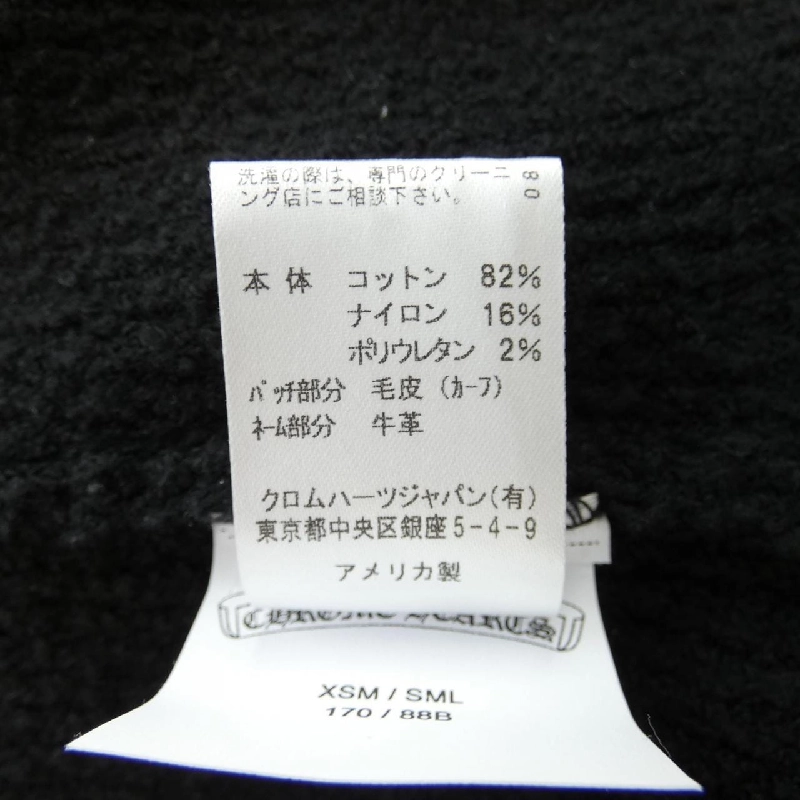 洗濯の際は、専門のクリーニ
ング店にご相談下さい。
08
本体 コットン 82%
ナイロン 16%
ポリウレタン 2%
パッチ部分 毛皮(カーフ)
ネーム部分 牛革
クロムハーツジャパン(有)
東京都中央区銀座5-4-9
アメリカ製
CHROME HEARTS
XSM / SML
170 / 88B